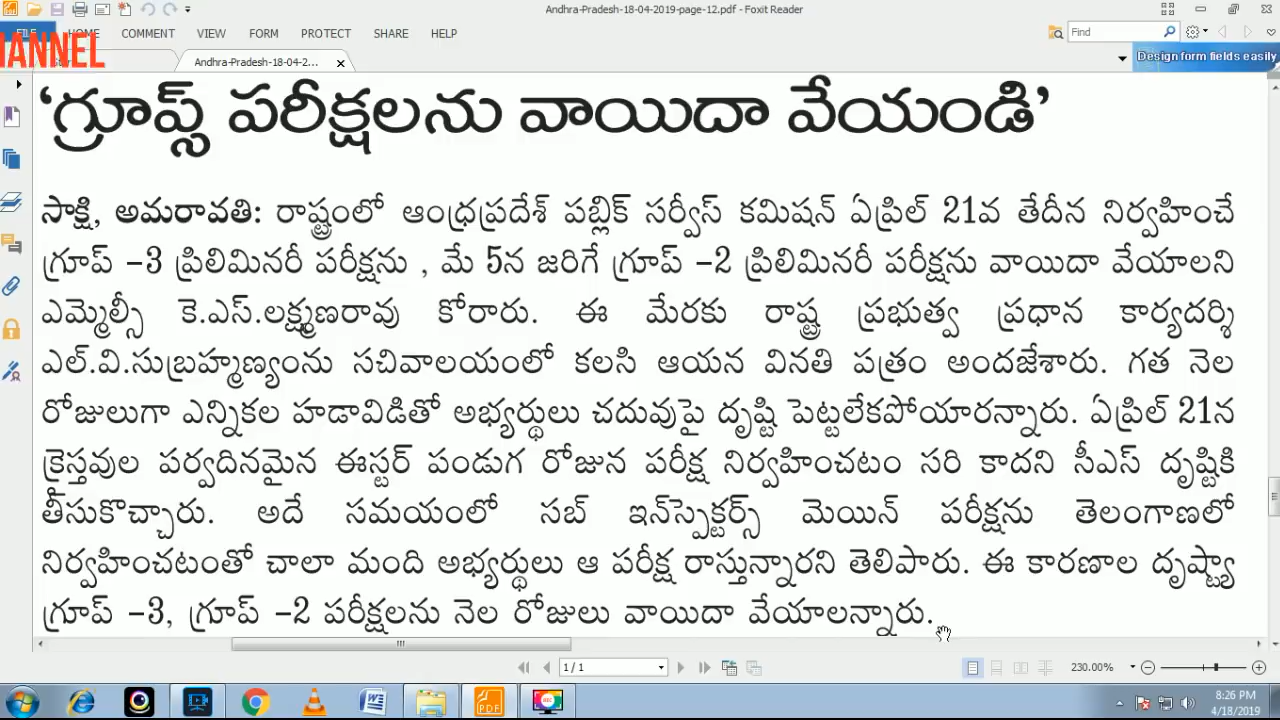 Andhra-Pradesh-18-04-2019-page-12.pdf - Foxit Reader
FILE HOME COMMENT VIEW FORM PROTECT SHARE HELP
Find
HANNEL
Andhra-Pradesh-18-04-2...
Design form fields easily
‘గ్రూప్స్ పరీక్షలను వాయిదా వేయండి’
సాక్షి, అమరావతి: రాష్ట్రంలో ఆంధ్రప్రదేశ్ పబ్లిక్ సర్వీస్ కమిషన్ ఏప్రిల్ 21వ తేదీన నిర్వహించే
గ్రూప్ –3 ప్రిలిమినరీ పరీక్షను , మే 5న జరిగే గ్రూప్ –2 ప్రిలిమినరీ పరీక్షను వాయిదా వేయాలని
ఎమ్మెల్సీ కె.ఎస్.లక్ష్మణరావు కోరారు. ఈ మేరకు రాష్ట్ర ప్రభుత్వ ప్రధాన కార్యదర్శి
ఎల్.వి.సుబ్రహ్మణ్యంను సచివాలయంలో కలసి ఆయన వినతి పత్రం అందజేశారు. గత నెల
రోజులుగా ఎన్నికల హడావిడితో అభ్యర్థులు చదువుపై దృష్టి పెట్టలేకపోయారన్నారు. ఏప్రిల్ 21న
క్రైస్తవుల పర్వదినమైన ఈస్టర్ పండుగ రోజున పరీక్ష నిర్వహించటం సరి కాదని సీఎస్ దృష్టికి
తీసుకొచ్చారు. అదే సమయంలో సబ్ ఇన్‌స్పెక్టర్స్ మెయిన్ పరీక్షను తెలంగాణలో
నిర్వహించటంతో చాలా మంది అభ్యర్థులు ఆ పరీక్ష రాస్తున్నారని తెలిపారు. ఈ కారణాల దృష్ట్యా
గ్రూప్ –3, గ్రూప్ –2 పరీక్షలను నెల రోజులు వాయిదా వేయాలన్నారు.
1 / 1
230.00%
8:26 PM
4/18/2019